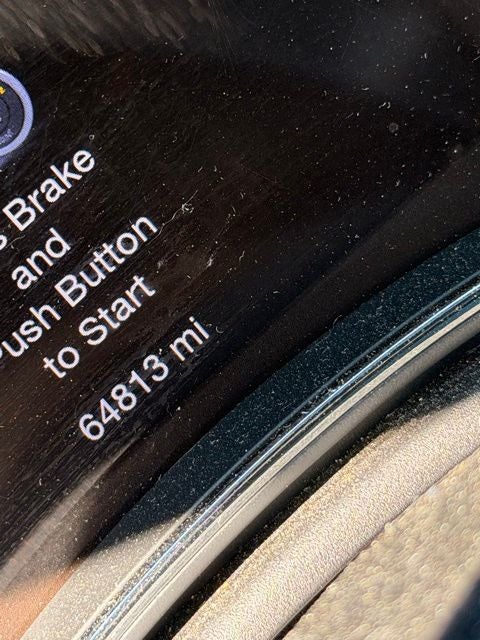 Brake
and
Push Button
to Start
64813 mi